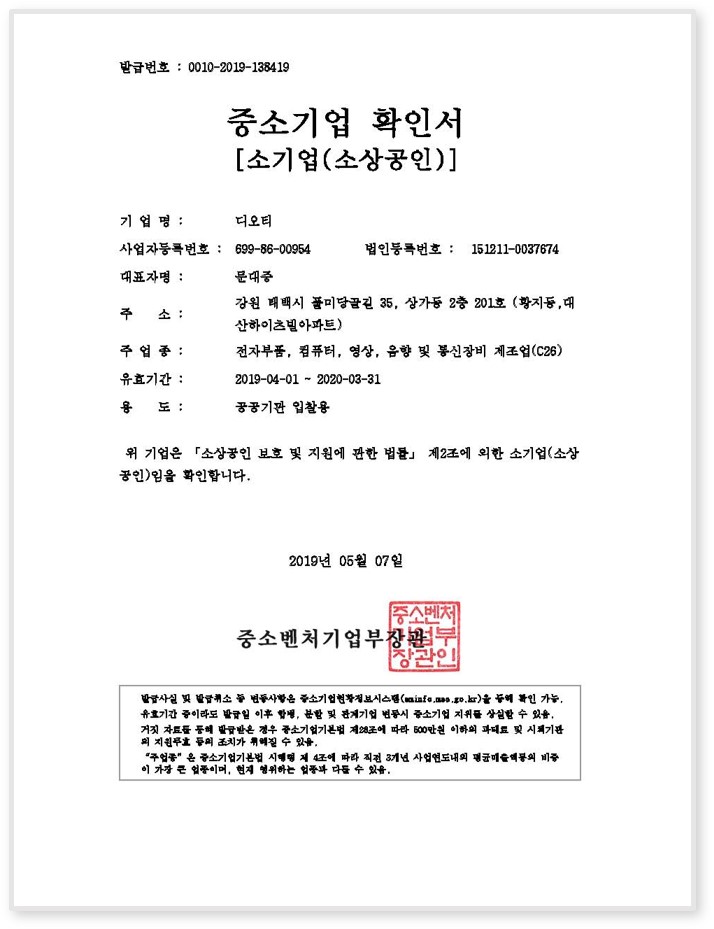 발급번호 : 0010-2019-138419
중소기업 확인서
[소기업(소상공인)]
기 업 명 : 디오티
사업자등록번호 : 699-86-00954 법인등록번호 : 151211-0037674
대표자명 : 문대중
주 소 : 강원 태백시 풀미당골길 35, 상가동 2층 201호 (황지동,대
산하이츠빌아파트)
주 업 종 : 전자부품, 컴퓨터, 영상, 음향 및 통신장비 제조업(C26)
유효기간 : 2019-04-01 ~ 2020-03-31
용 도 : 공공기관 입찰용
위 기업은 「소상공인 보호 및 지원에 관한 법률」 제2조에 의한 소기업(소상
공인)임을 확인합니다.
2019년 05월 07일
중소벤처기업부장관
중소벤처
기업부
장관인
발급사실 및 발급취소 등 변동사항은 중소기업현황정보시스템(sminfo.mss.go.kr)을 통해 확인 가능.
유효기간 중이라도 발급일 이후 합병, 분할 및 관계기업 변동시 중소기업 지위를 상실할 수 있음.
거짓 자료를 통해 발급받은 경우 중소기업기본법 제28조에 따라 500만원 이하의 과태료 및 시책기관
의 지원무효 등의 조치가 취해질 수 있음.
“주업종”은 중소기업기본법 시행령 제 4조에 따라 직전 3개년 사업연도내의 평균매출액등의 비중
이 가장 큰 업종이며, 현재 영위하는 업종과 다를 수 있음.